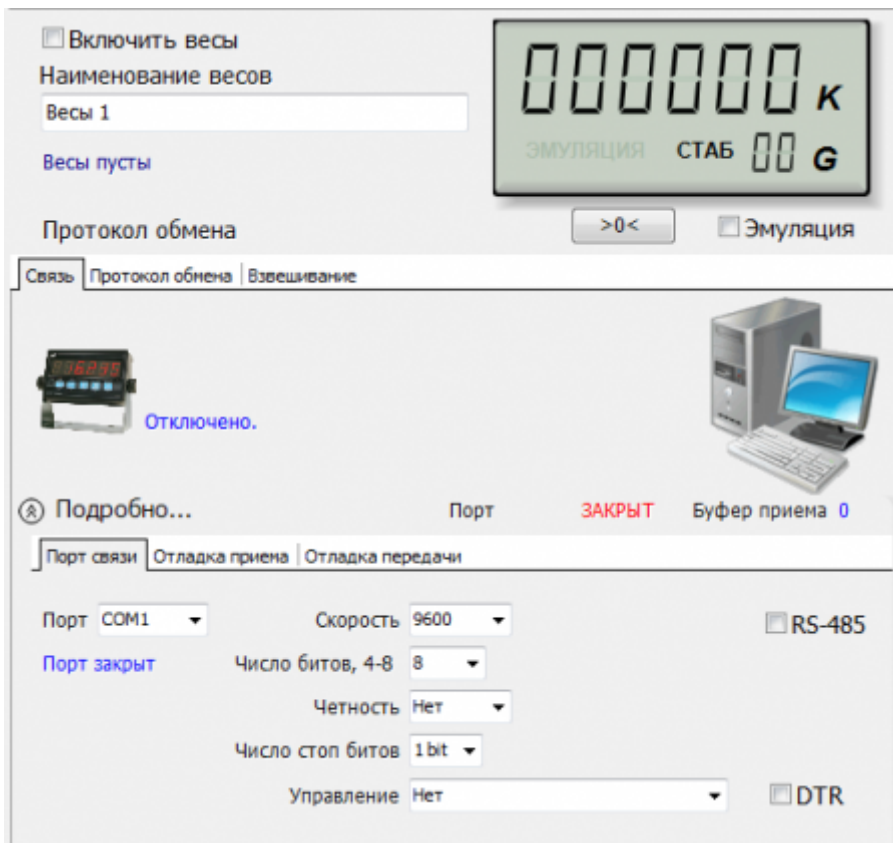 Включить весы
Наименование весов
Весы 1
Весы пусты
000000 K
ЭМУЛЯЦИЯ СТАБ 00 G
Протокол обмена >0< Эмуляция
Связь Протокол обмена Взвешивание
Отключено.
Подробно... Порт ЗАКРЫТ Буфер приема 0
Порт связи Отладка приема Отладка передачи
Порт COM1 Скорость 9600 RS-485
Порт закрыт Число битов, 4-8 8
Четность Нет
Число стоп битов 1 bit
Управление Нет DTR